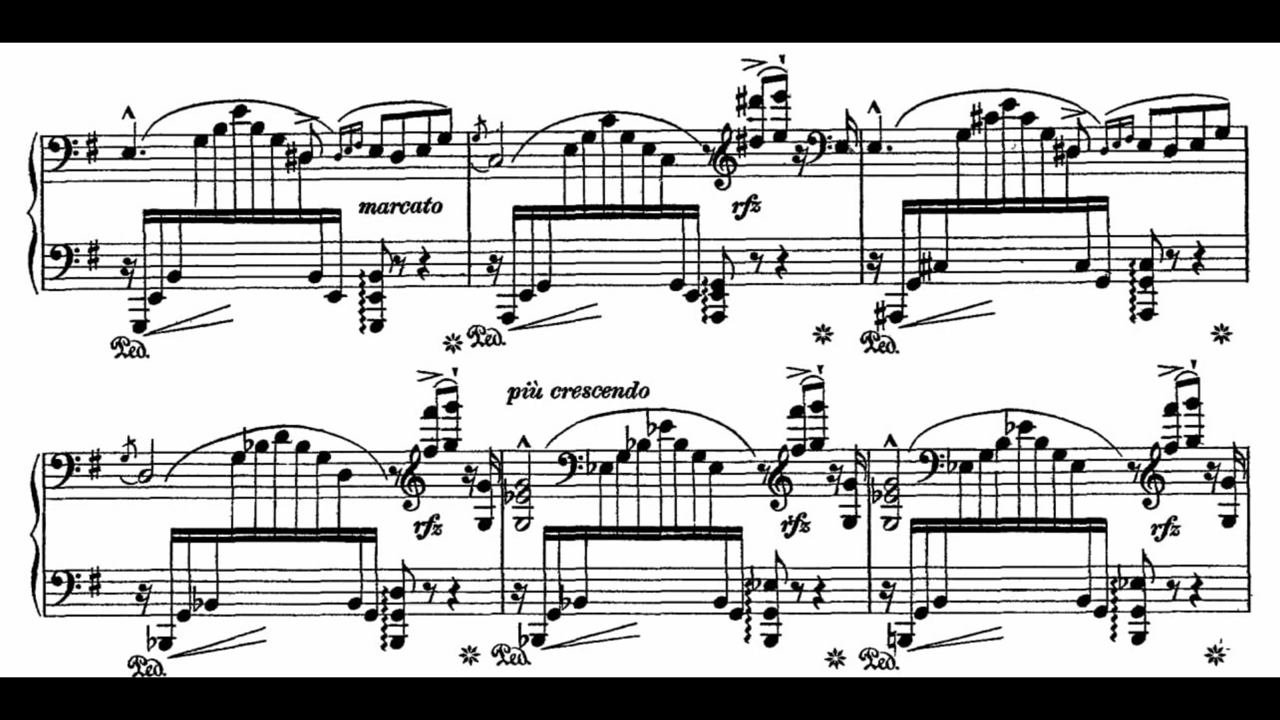 marcato
rfz
Ped. Ped. Ped.
più crescendo
rfz rfz rfz
Ped. Ped. Ped.